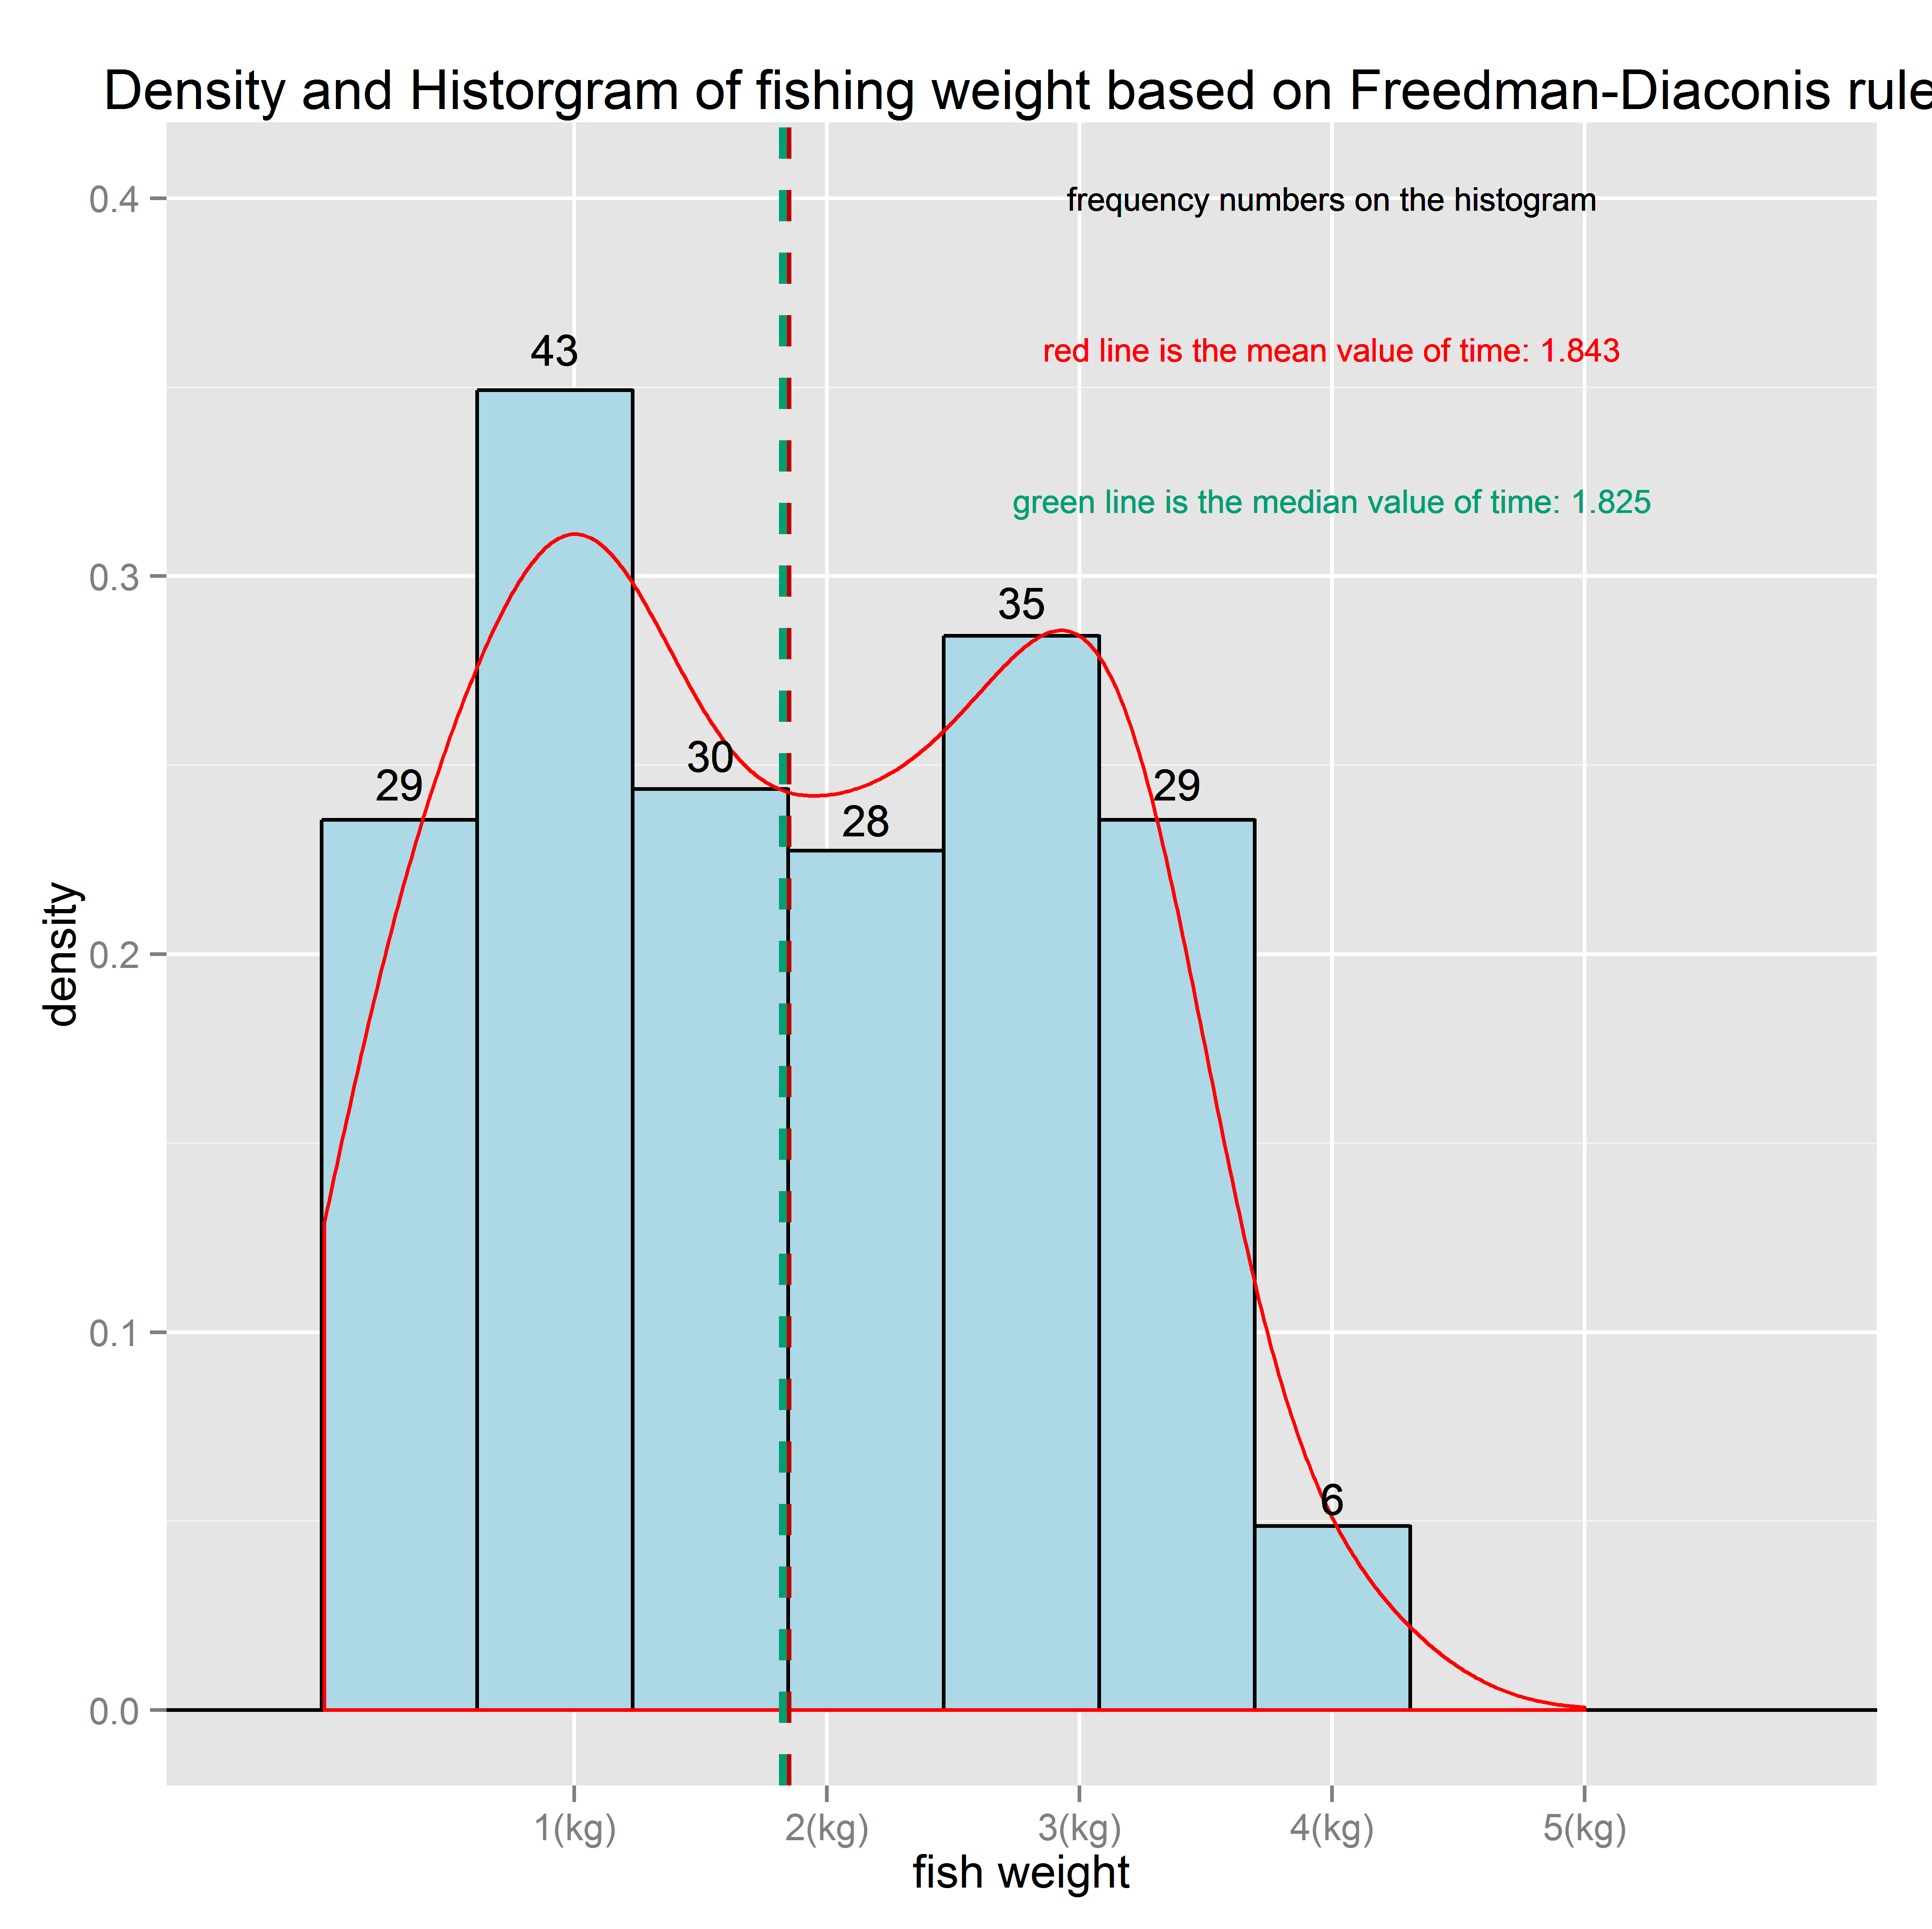 Density and Historgram of fishing weight based on Freedman-Diaconis rule
frequency numbers on the histogram
red line is the mean value of time: 1.843
green line is the median value of time: 1.825
43
35
30
29
29
28
6
density
0.4
0.3
0.2
0.1
0.0
1(kg) 2(kg) 3(kg) 4(kg) 5(kg)
fish weight